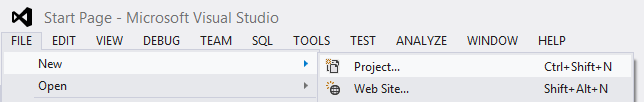 Start Page - Microsoft Visual Studio
FILE EDIT VIEW DEBUG TEAM SQL TOOLS TEST ANALYZE WINDOW HELP
New Project... Ctrl+Shift+N
Open Web Site... Shift+Alt+N